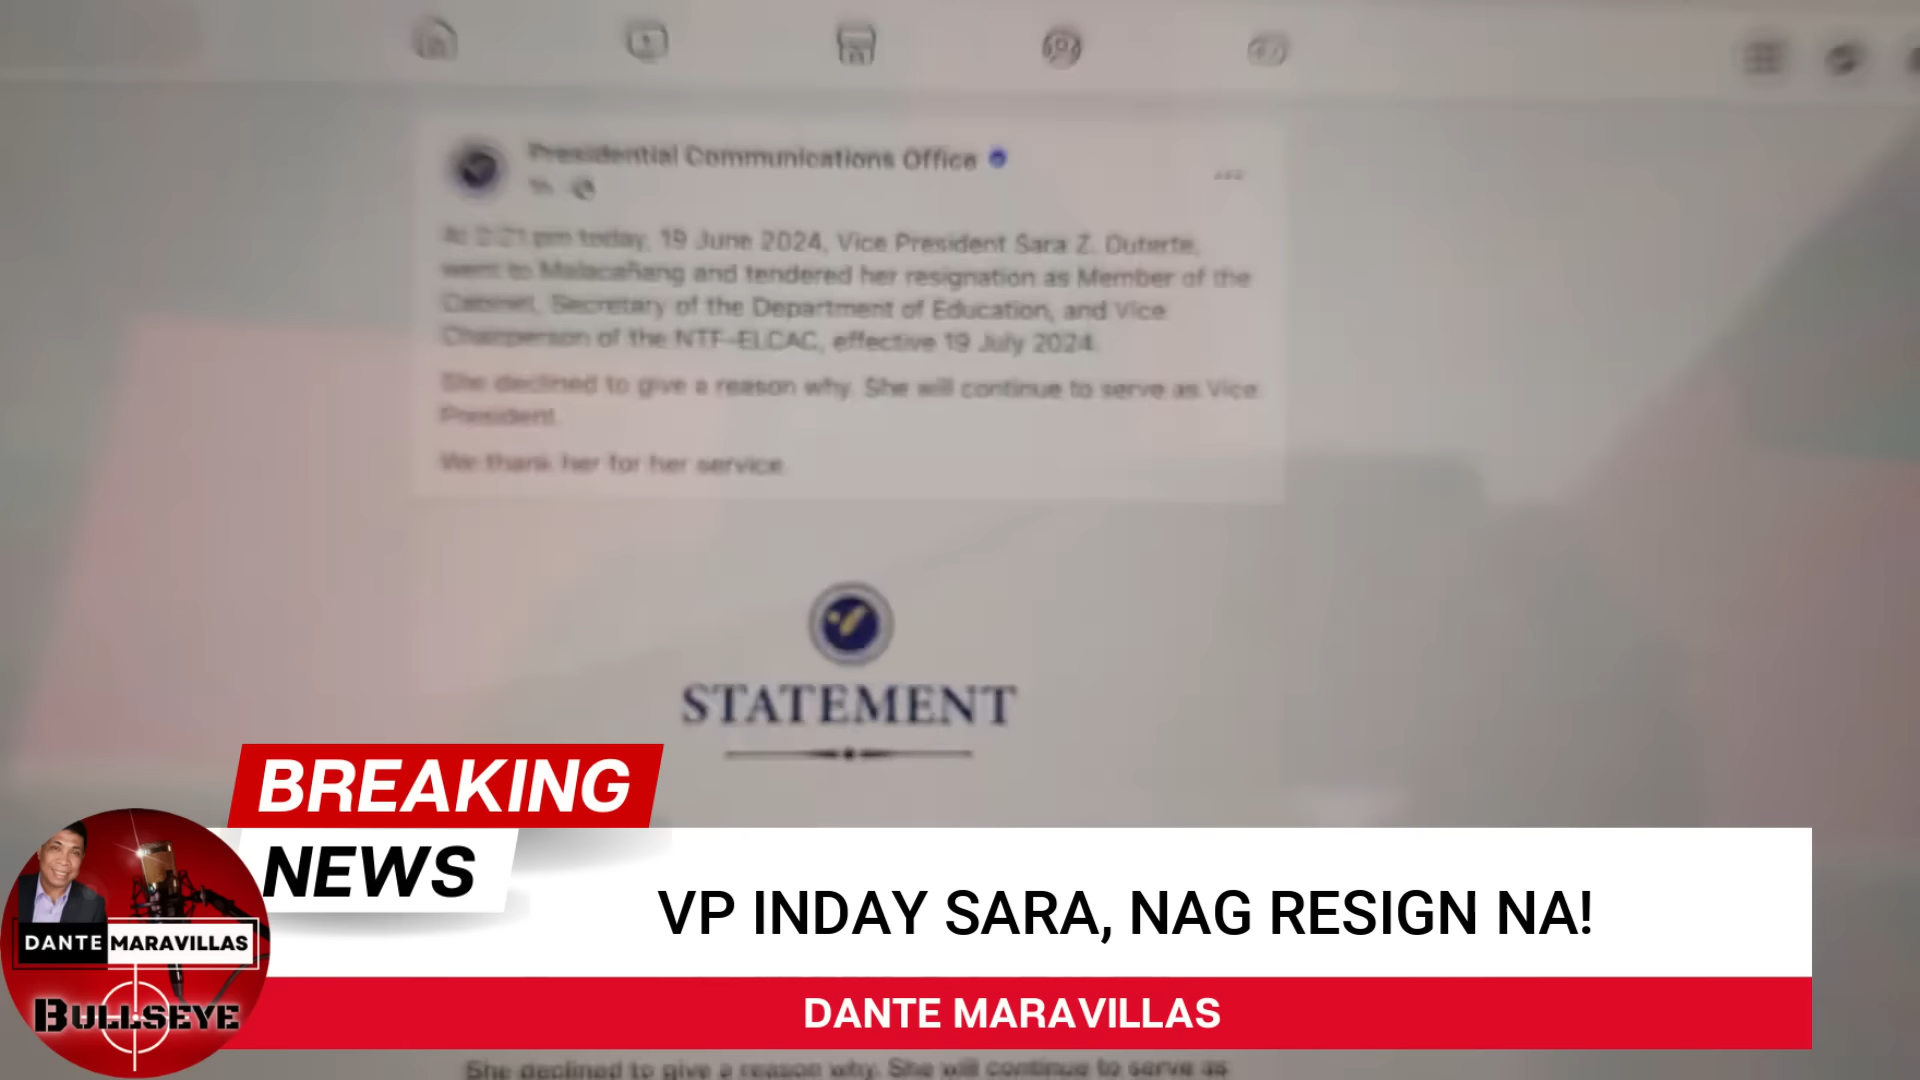 Presidential Communications Office
1h
At 2:21 pm today, 19 June 2024, Vice President Sara Z. Duterte,
went to Malacañang and tendered her resignation as Member of the
Cabinet, Secretary of the Department of Education, and Vice
Chairperson of the NTF-ELCAC, effective 19 July 2024.
She declined to give a reason why. She will continue to serve as Vice
President.
We thank her for her service.
STATEMENT
BREAKING
NEWS
VP INDAY SARA, NAG RESIGN NA!
DANTE MARAVILLAS
BULLSEYE
DANTE MARAVILLAS
She declined to give a reason why. She will continue to serve as